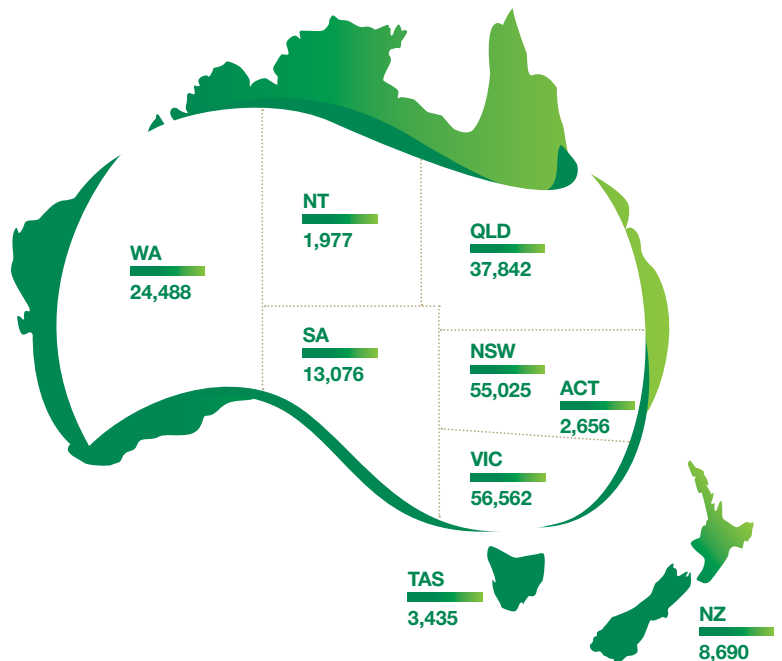 NT
1,977
QLD
37,842
WA
24,488
SA
13,076
NSW
55,025
ACT
2,656
VIC
56,562
TAS
3,435
NZ
8,690